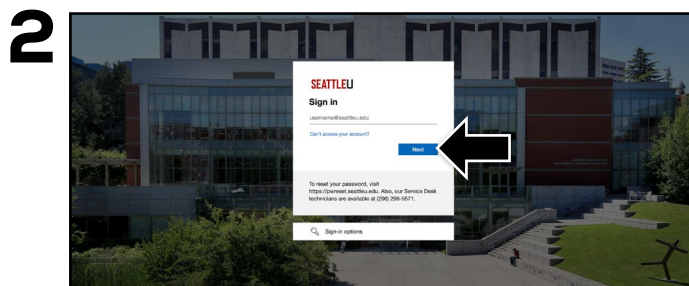 2
SEATTLEU
Sign in
username@seattleu.edu
Can't access your account?
Next
To reset your password, visit
https://pwreset.seattleu.edu. Also, our Service Desk
technicians are available at (206) 296-5571.
Sign-in options